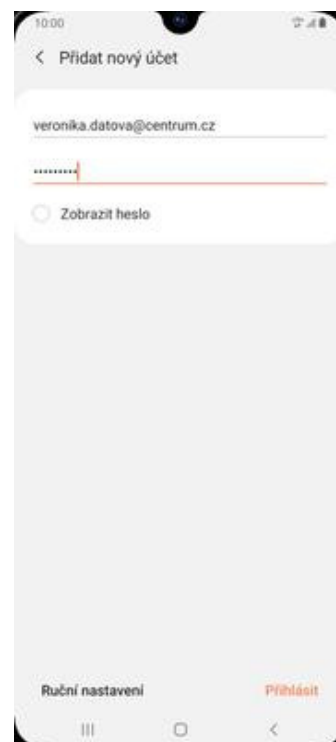 10:00
Přidat nový účet
veronika.datova@centrum.cz
•••••••••
Zobrazit heslo
Ruční nastavení
Přihlásit